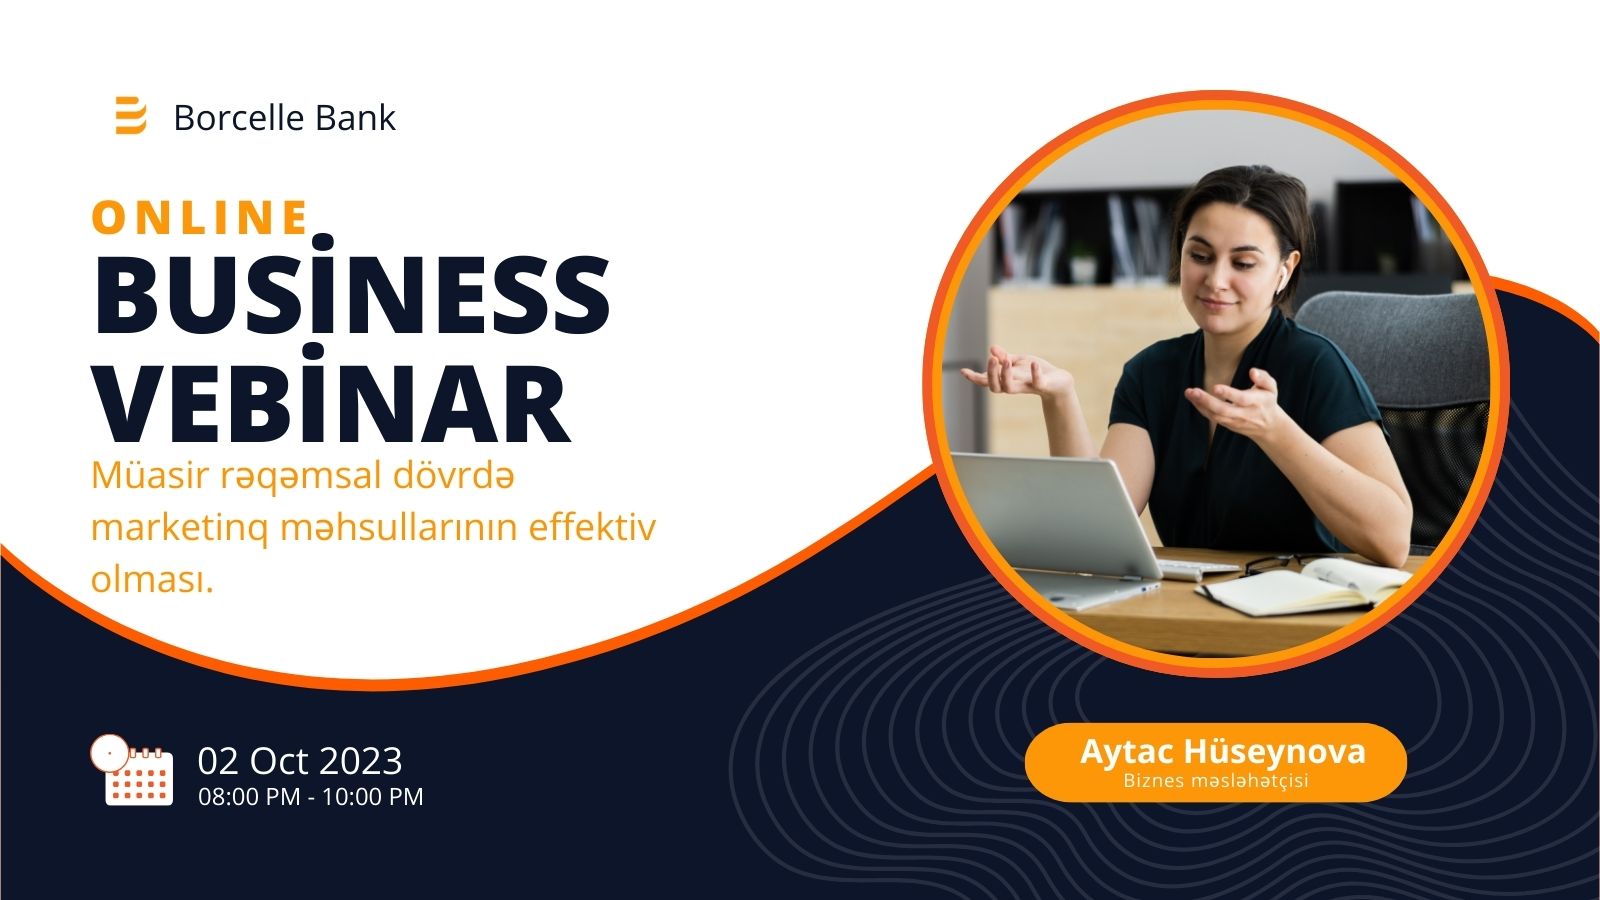 Borcelle Bank
ONLINE
BUSİNESS
VEBİNAR
Müasir rəqəmsal dövrdə
marketinq məhsullarının effektiv
olması.
02 Oct 2023
08:00 PM - 10:00 PM
Aytac Hüseynova
Biznes məsləhətçisi